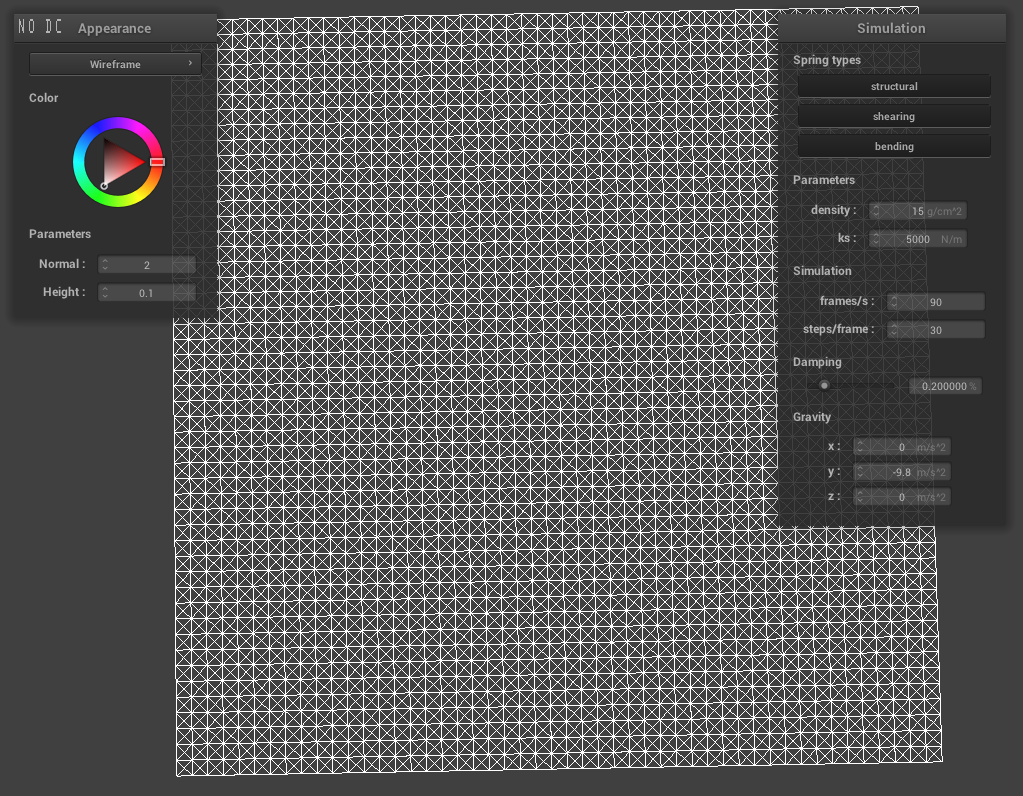 NO DC
Appearance
Wireframe
Color
Parameters
Normal : 2
Height : 0.1
Simulation
Spring types
structural
shearing
bending
Parameters
density : 15 g/cm^2
ks : 5000 N/m
Simulation
frames/s : 90
steps/frame : 30
Damping
0.200000 %
Gravity
x : 0 m/s^2
y : -9.8 m/s^2
z : 0 m/s^2